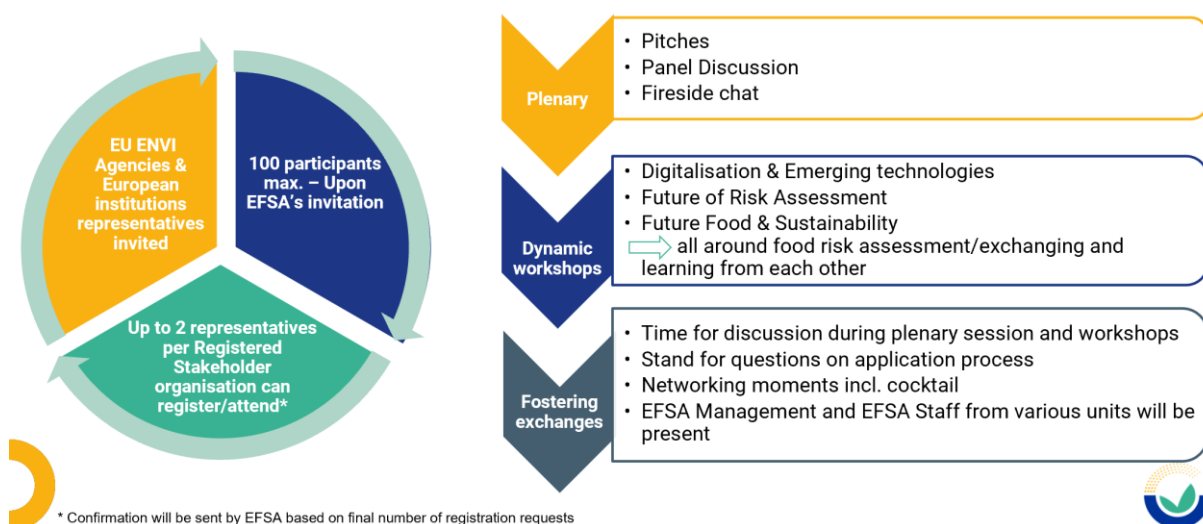 EU ENVI
Agencies &
European
institutions
representatives
invited
100 participants
max. – Upon
EFSA's invitation
Up to 2 representatives
per Registered
Stakeholder
organisation can
register/attend*
Plenary
• Pitches
• Panel Discussion
• Fireside chat
Dynamic
workshops
• Digitalisation & Emerging technologies
• Future of Risk Assessment
• Future Food & Sustainability
all around food risk assessment/exchanging and
learning from each other
Fostering
exchanges
• Time for discussion during plenary session and workshops
• Stand for questions on application process
• Networking moments incl. cocktail
• EFSA Management and EFSA Staff from various units will be
present
* Confirmation will be sent by EFSA based on final number of registration requests